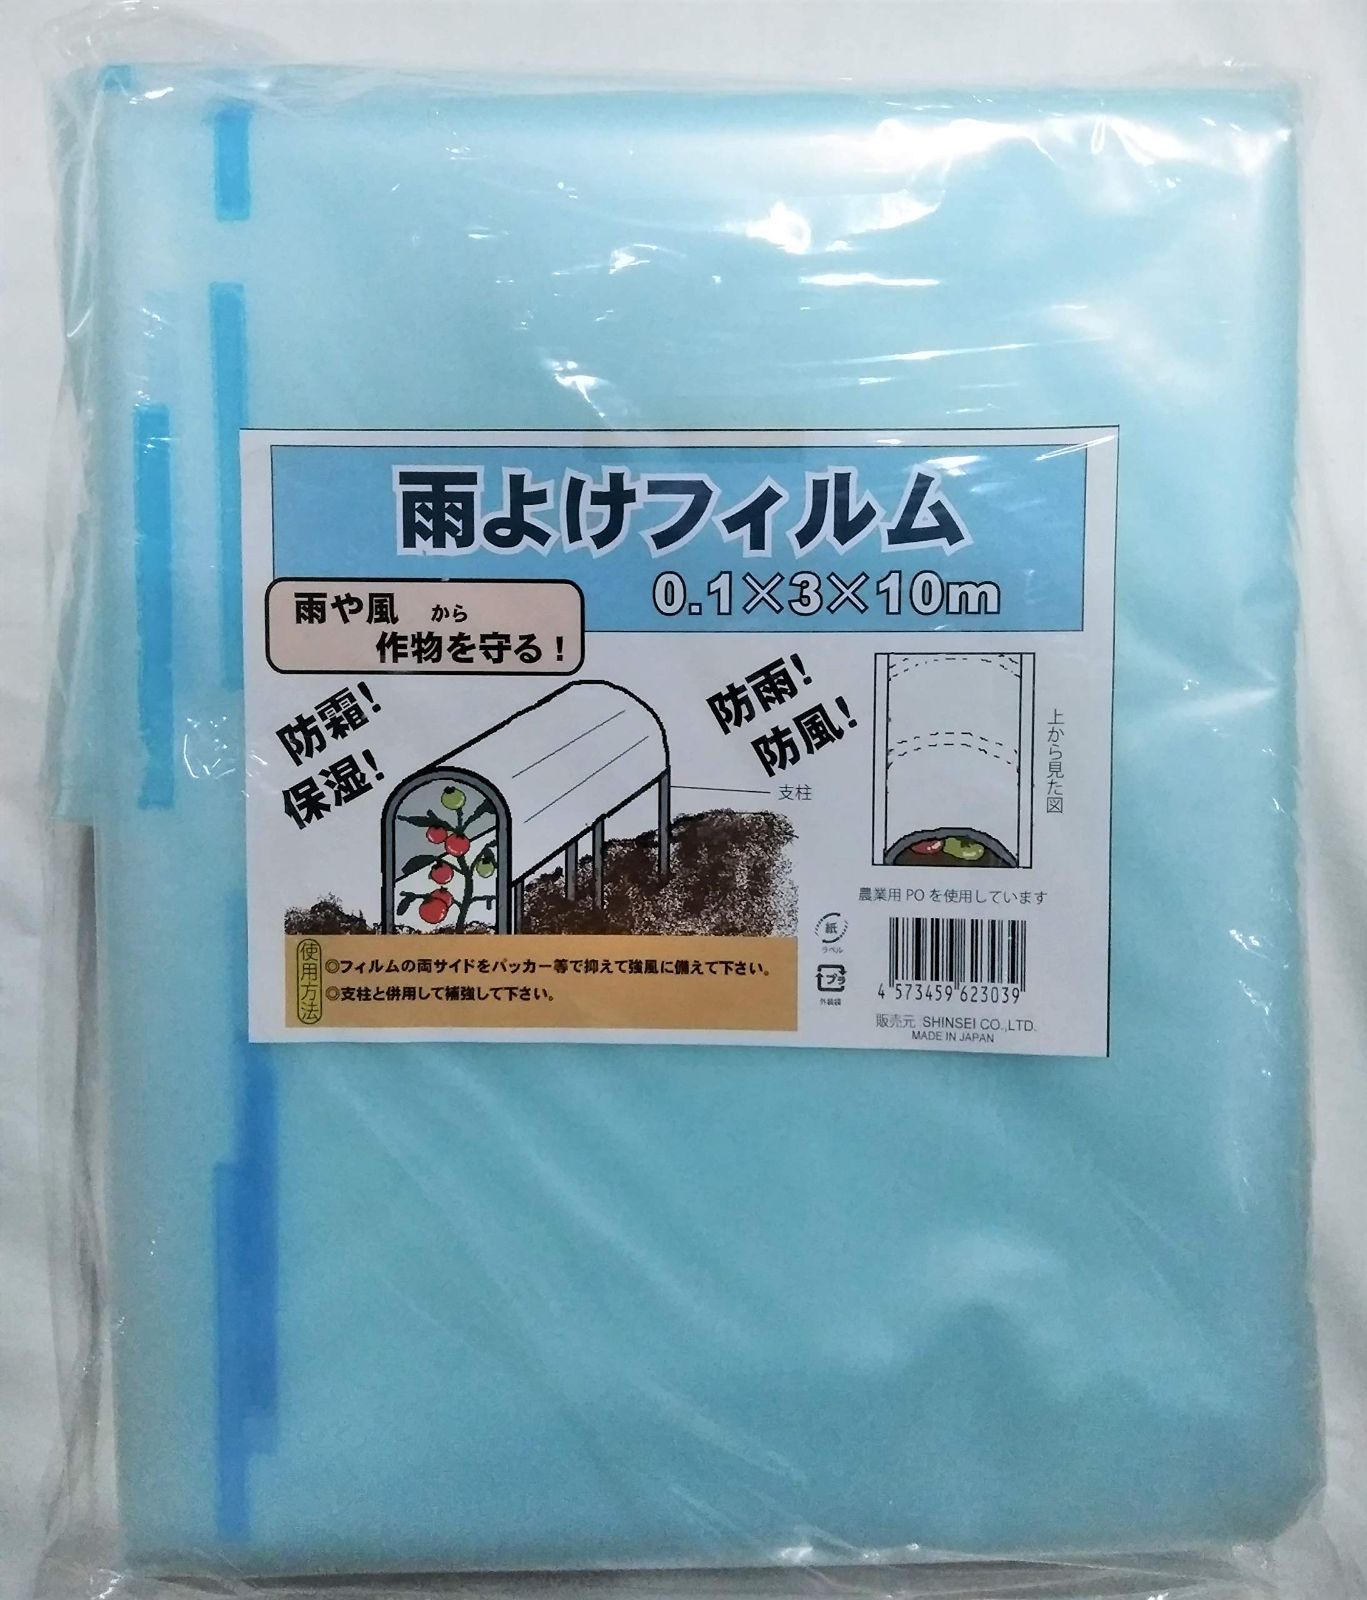 雨よけフィルム
0.1×3×10m
雨や風 から
作物を守る！
防霜！
保湿！
防雨！
防風！
支柱
上から見た図
農業用POを使用しています
使用方法
◎フィルムの両サイドをパッカー等で抑えて強風に備えて下さい。
◎支柱と併用して補強して下さい。
紙
ラベル
プラ
外装袋
4 573459 623039
販売元 SHINSEI CO.,LTD.
MADE IN JAPAN